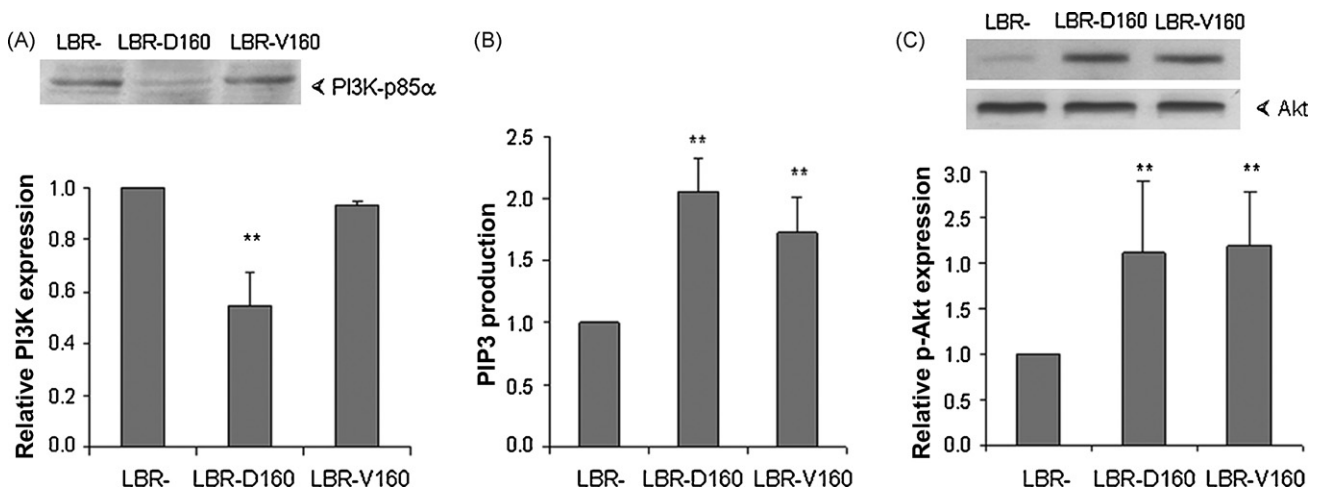 (A)
LBR- LBR-D160 LBR-V160
PI3K-p85α
Relative PI3K expression
1.0
0.80
0.6
0.4
0.2
0.0
**
LBR- LBR-D160 LBR-V160
(B)
PIP3 production
2.5
2.0
1.5
1.0
0.5
0.0
**
**
LBR- LBR-D160 LBR-V160
(C)
LBR- LBR-D160 LBR-V160
Akt
Relative p-Akt expression
3.0
2.2
1.0
1.0
0.5
0.0
** **
LBR- LBR-D160 LBR-V160